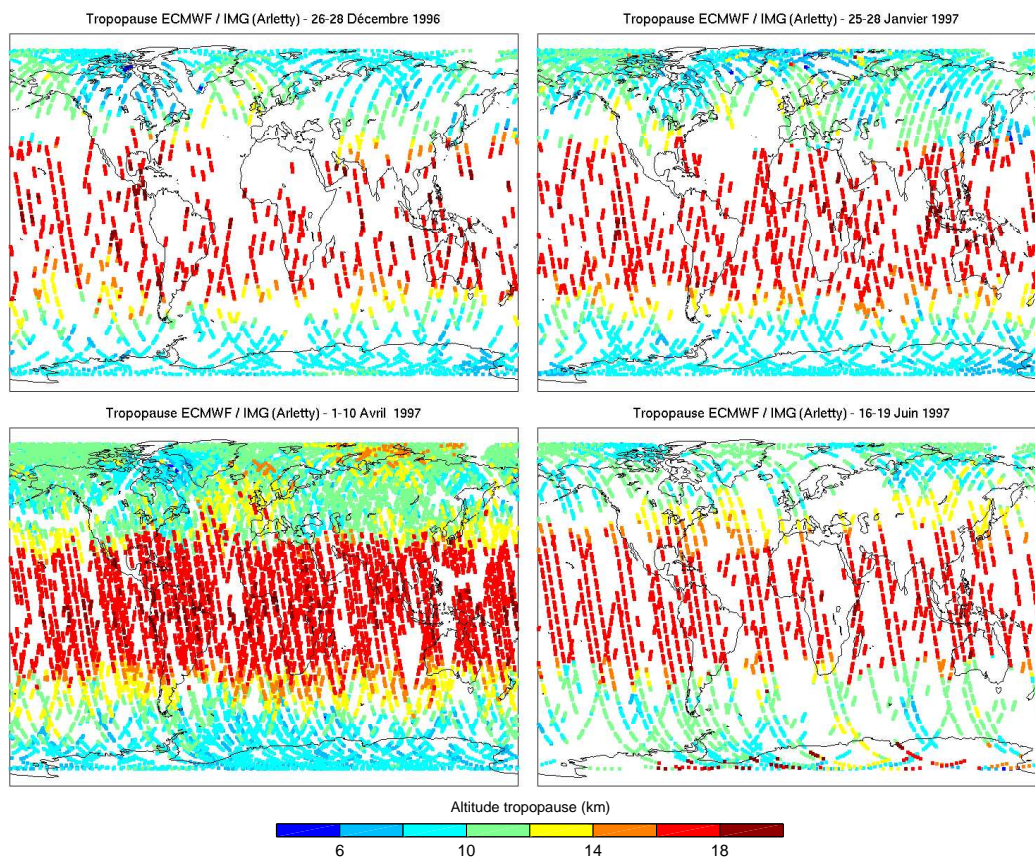 Tropopause ECMWF / IMG (Arletty) - 26-28 Décembre 1996
Tropopause ECMWF / IMG (Arletty) - 25-28 Janvier 1997
Tropopause ECMWF / IMG (Arletty) - 1-10 Avril 1997
Tropopause ECMWF / IMG (Arletty) - 16-19 Juin 1997
Altitude tropopause (km)
6 10 14 18